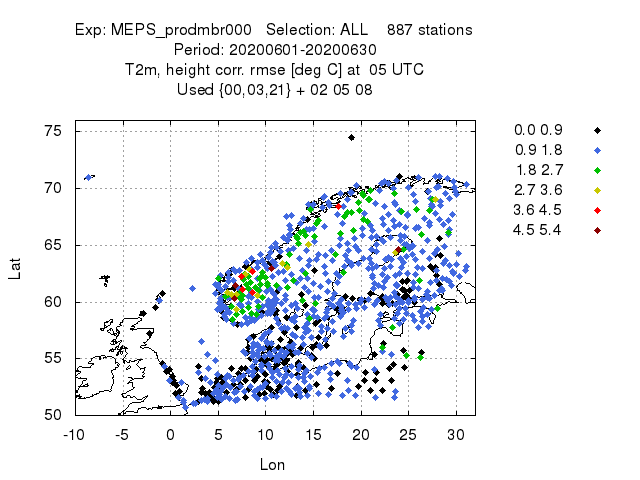 Exp: MEPS_prodmbr000 Selection: ALL 887 stations
Period: 20200601-20200630
T2m, height corr. rmse [deg C] at 05 UTC
Used {00,03,21} + 02 05 08
75
70
65
60
55
50
Lat
-10 -5 0 5 10 15 20 25 30
Lon
0.0 0.9
0.9 1.8
1.8 2.7
2.7 3.6
3.6 4.5
4.5 5.4